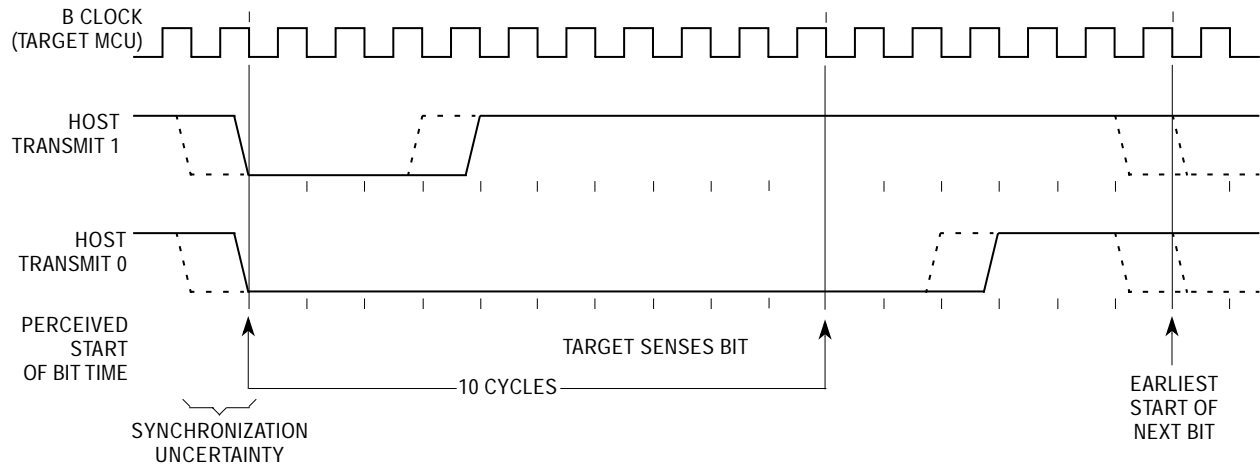 B CLOCK
(TARGET MCU)
HOST
TRANSMIT 1
HOST
TRANSMIT 0
PERCEIVED
START
OF BIT TIME
TARGET SENSES BIT
10 CYCLES
SYNCHRONIZATION
UNCERTAINTY
EARLIEST
START OF
NEXT BIT